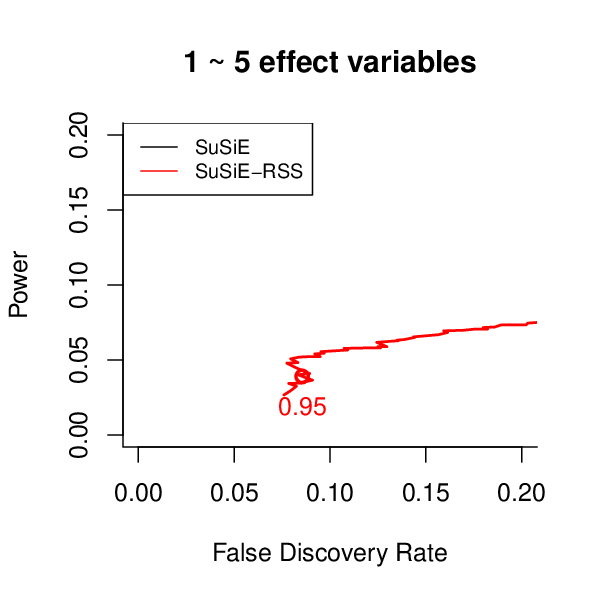 1 ~ 5 effect variables
SuSiE
SuSiE−RSS
Power
0.20
0.15
0.10
0.05
0.00
0.95
0.00 0.05 0.10 0.15 0.20
False Discovery Rate